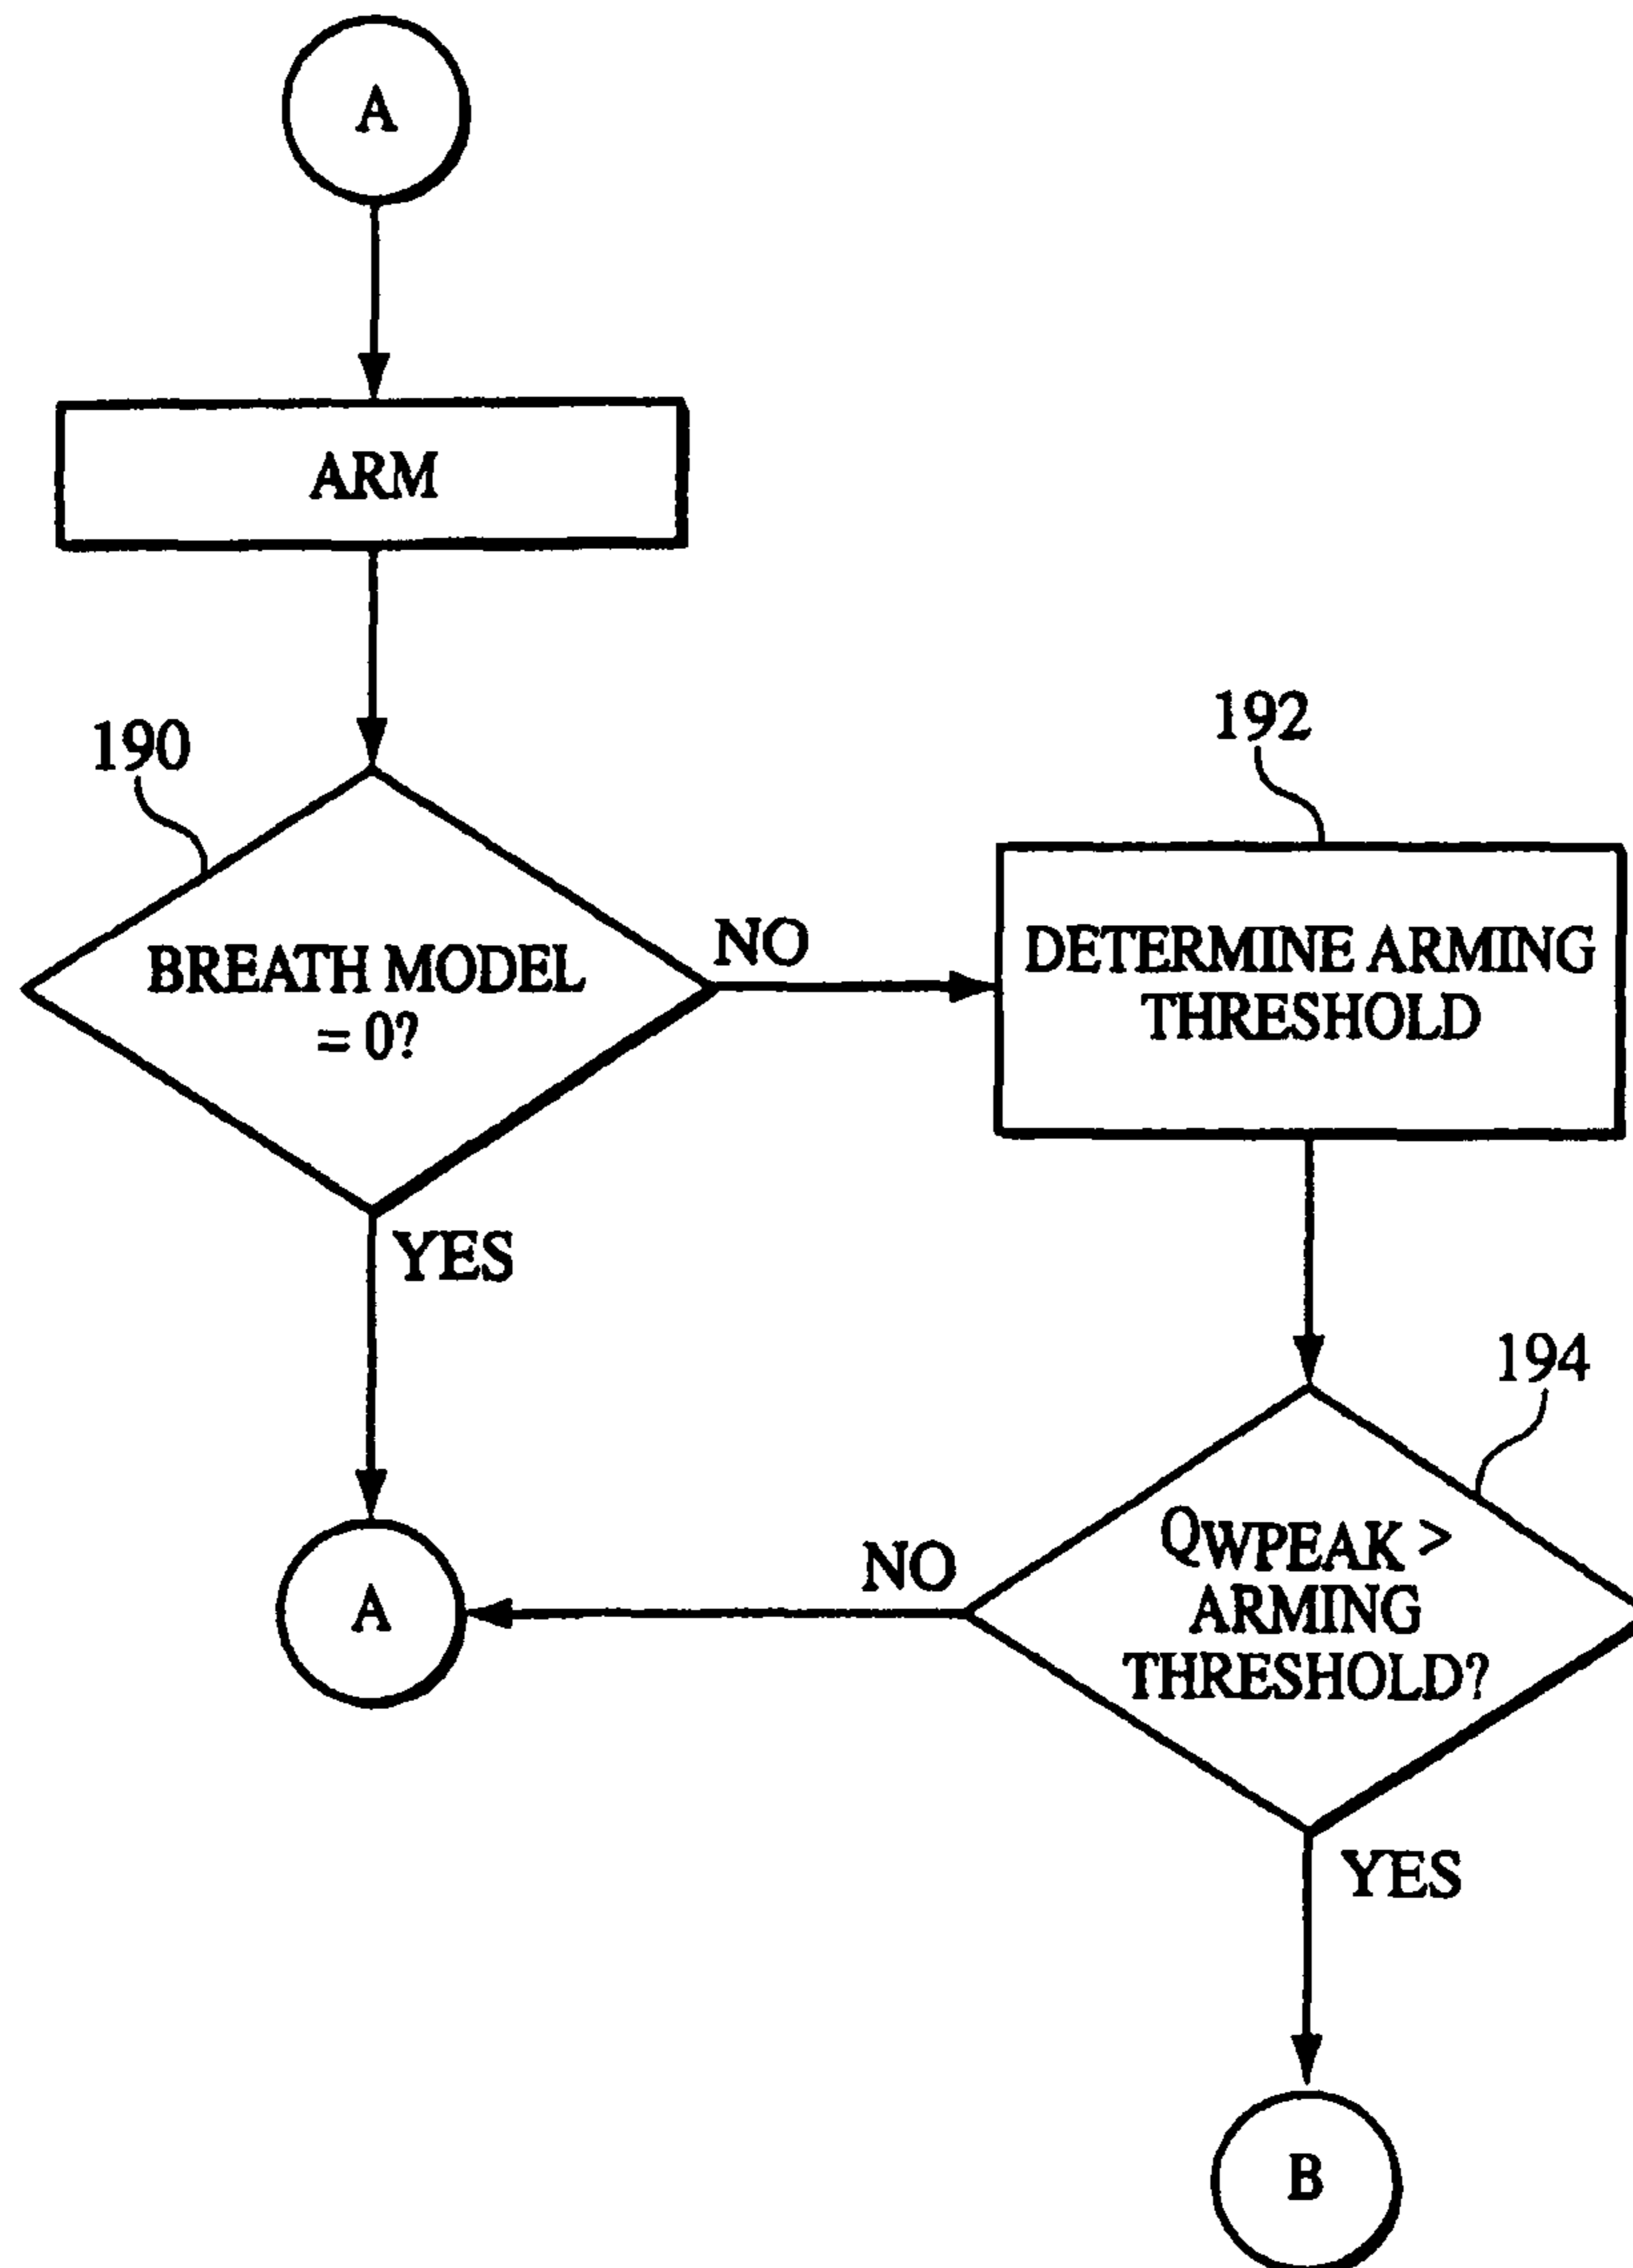 A
ARM
190
BREATH MODEL
= 0?
NO
192
DETERMINE ARMING
THRESHOLD
YES
194
A
NO
QWPEAK >
ARMING
THRESHOLD?
YES
B